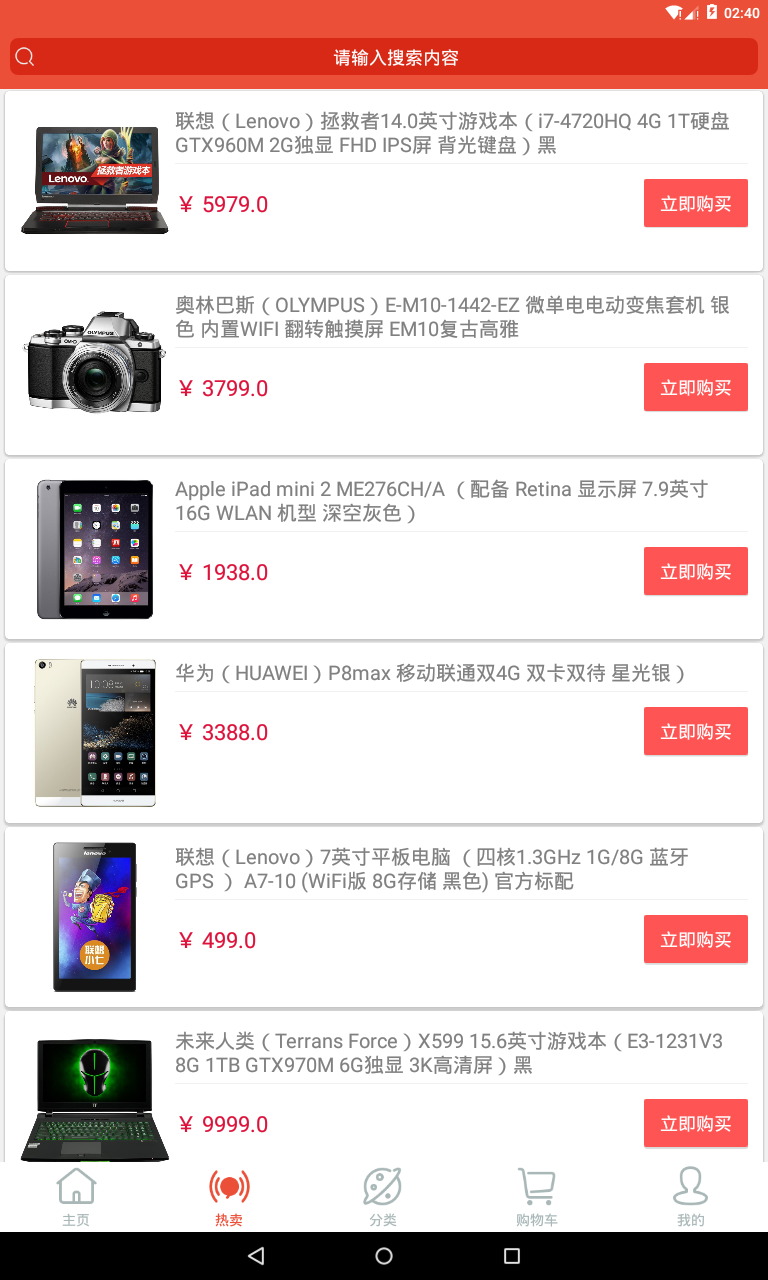 02:40
请输入搜索内容
联想（Lenovo）拯救者14.0英寸游戏本（i7-4720HQ 4G 1T硬盘
GTX960M 2G独显 FHD IPS屏 背光键盘）黑
Lenovo 拯救者游戏本
￥ 5979.0
立即购买
奥林巴斯（OLYMPUS）E-M10-1442-EZ 微单电电动变焦套机 银
色 内置WIFI 翻转触摸屏 EM10复古高雅
OLYMPUS
￥ 3799.0
立即购买
Apple iPad mini 2 ME276CH/A （配备 Retina 显示屏 7.9英寸
16G WLAN 机型 深空灰色）
￥ 1938.0
立即购买
华为（HUAWEI）P8max 移动联通双4G 双卡双待 星光银）
￥ 3388.0
立即购买
联想（Lenovo）7英寸平板电脑 （四核1.3GHz 1G/8G 蓝牙
GPS ） A7-10 (WiFi版 8G存储 黑色) 官方标配
lenovo
联想
小七
￥ 499.0
立即购买
未来人类（Terrans Force）X599 15.6英寸游戏本（E3-1231V3
8G 1TB GTX970M 6G独显 3K高清屏）黑
￥ 9999.0
立即购买
主页
热卖
分类
购物车
我的